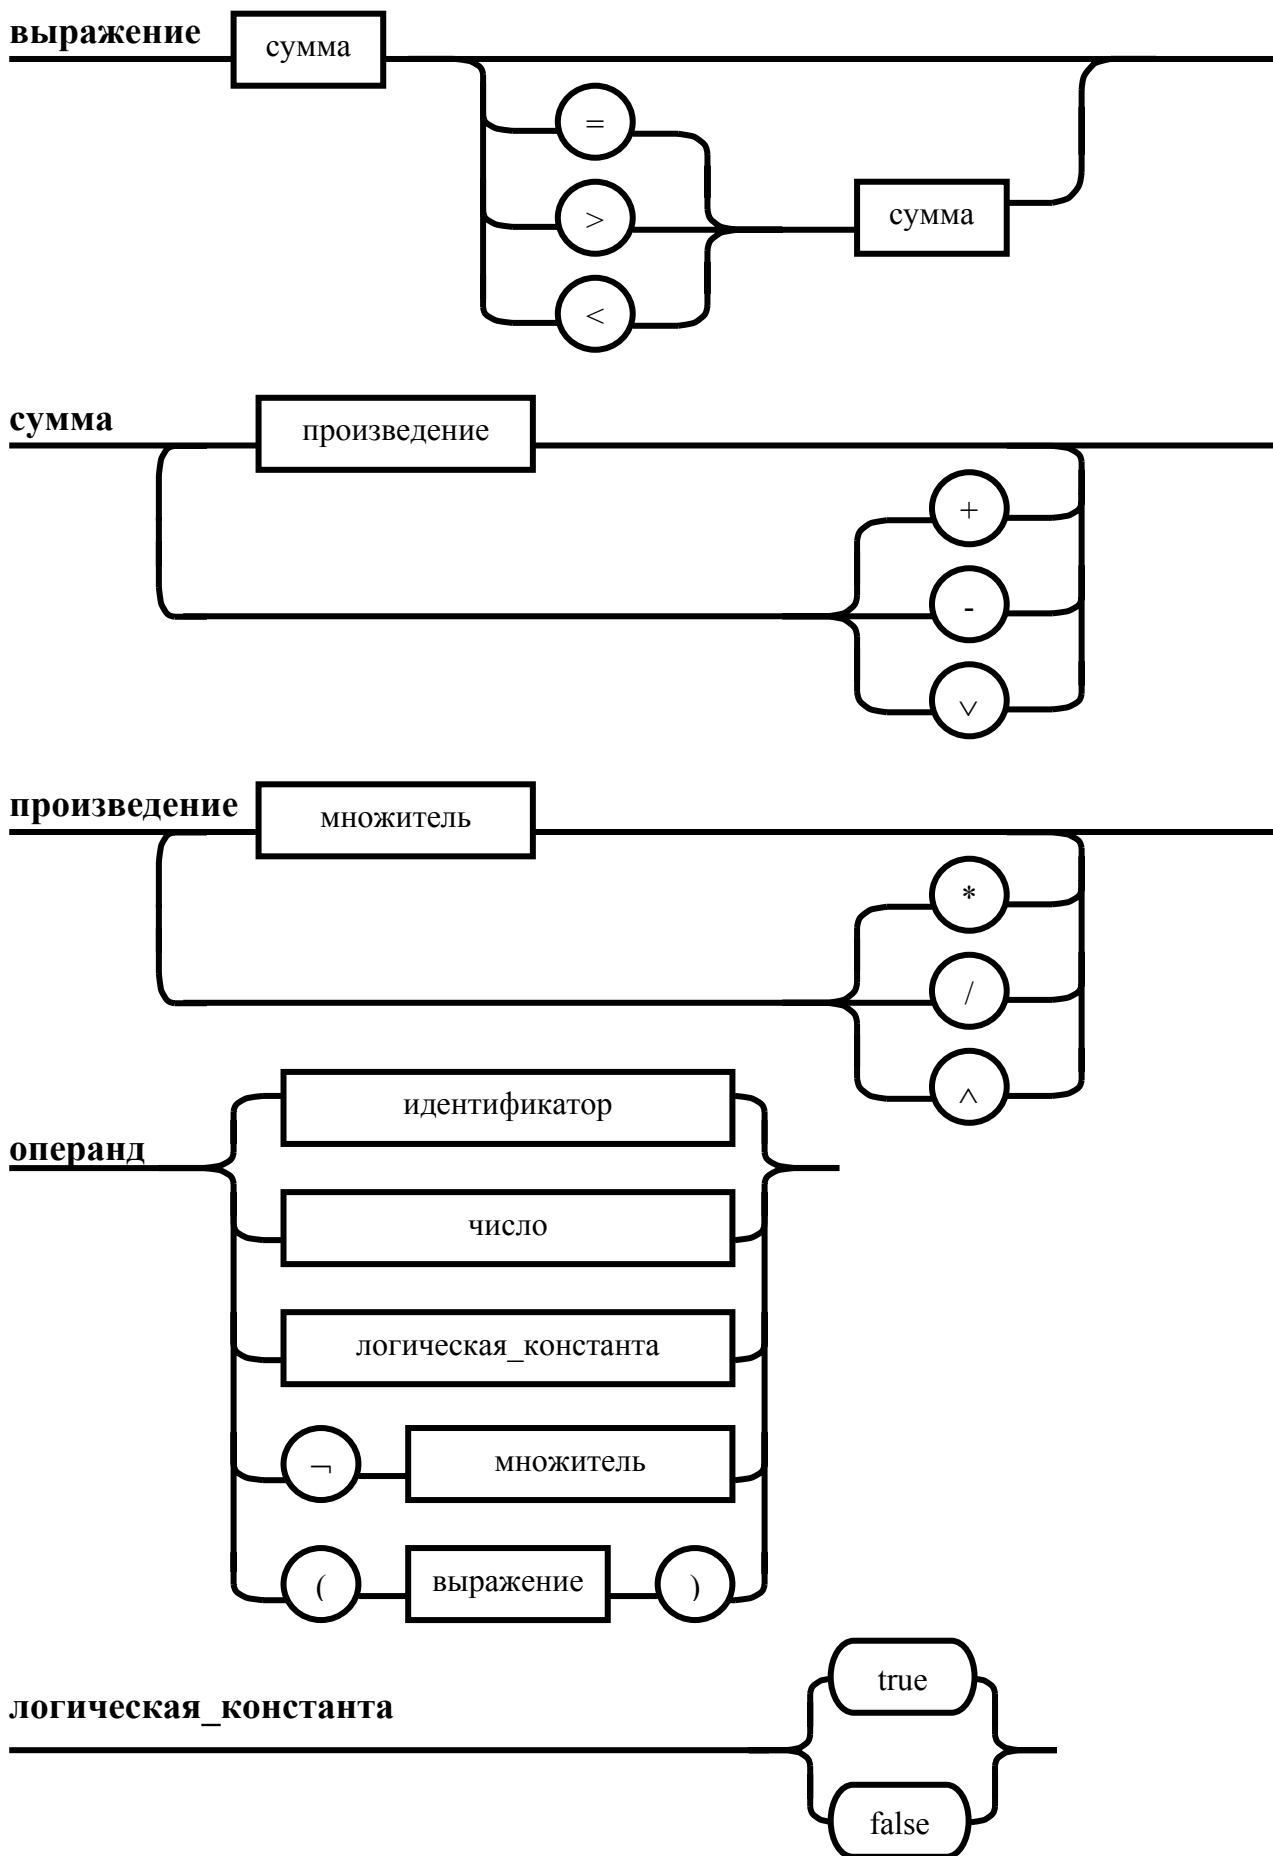 выражение
сумма
=
>
сумма
<
сумма
произведение
+
-
∨
произведение
множитель
*
/
^
операнд
идентификатор
число
логическая_константа
¬ множитель
( выражение )
логическая_константа
true
false